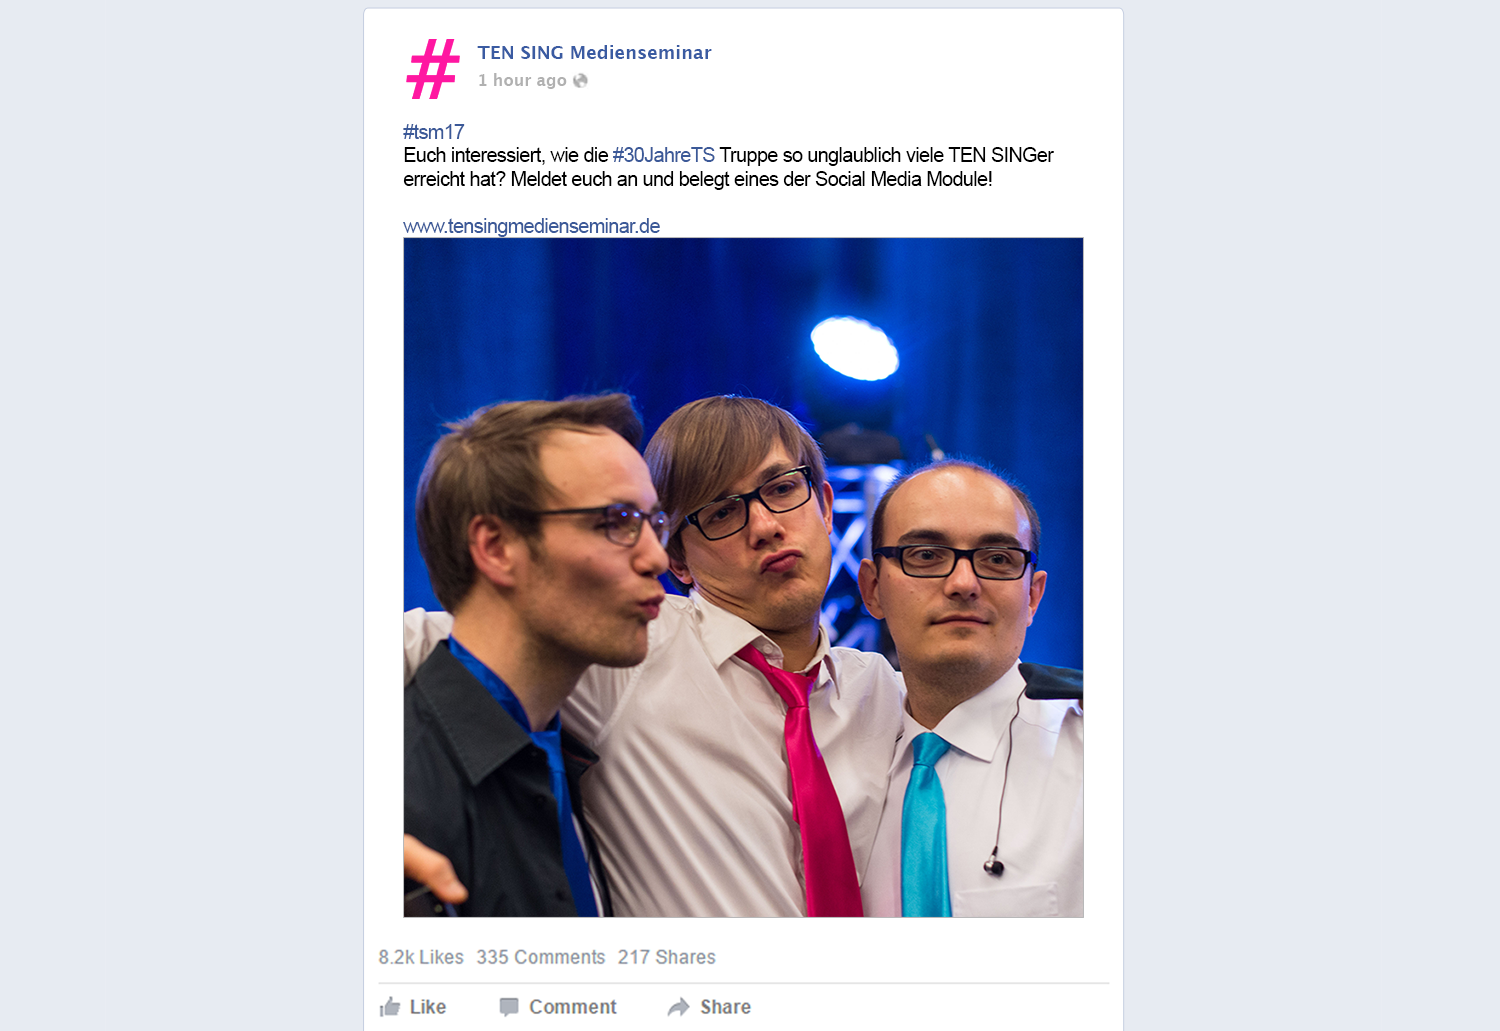 #
TEN SING Medienseminar
1 hour ago
#tsm17
Euch interessiert, wie die #30JahreTS Truppe so unglaublich viele TEN SINGer
erreicht hat? Meldet euch an und belegt eines der Social Media Module!
www.tensingmedienseminar.de
8.2k Likes 335 Comments 217 Shares
Like Comment Share